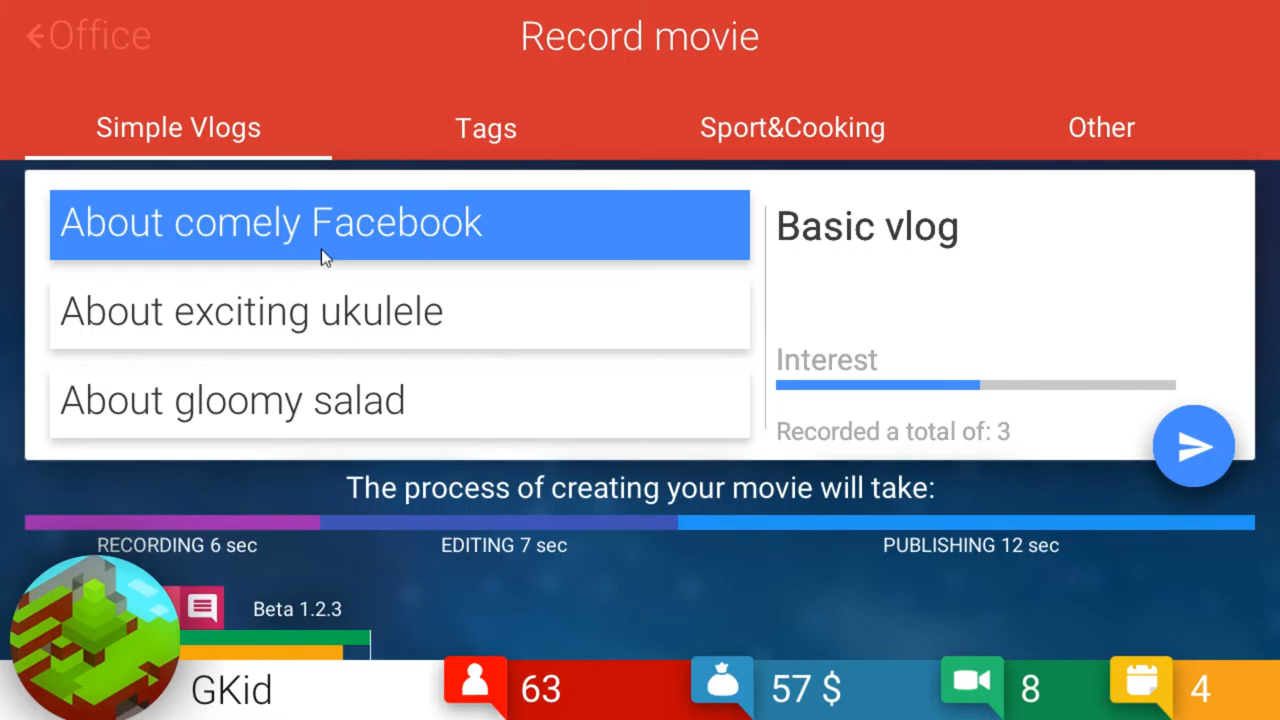 Office
Record movie
Simple Vlogs
Tags
Sport&Cooking
Other
About comely Facebook
About exciting ukulele
About gloomy salad
Basic vlog
Interest
Recorded a total of: 3
The process of creating your movie will take:
RECORDING 6 sec
EDITING 7 sec
PUBLISHING 12 sec
Beta 1.2.3
GKid
63
57 $
8
4